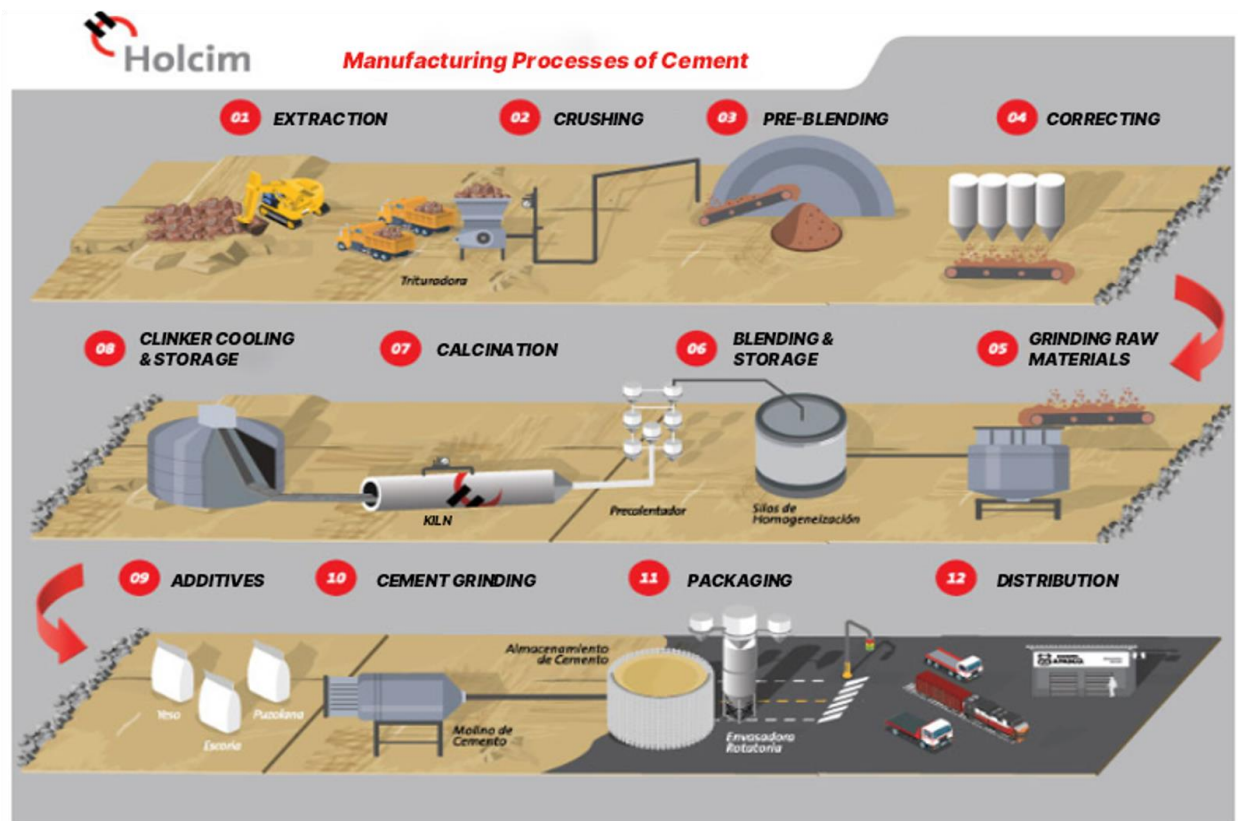 Holcim
Manufacturing Processes of Cement
01 EXTRACTION
02 CRUSHING
03 PRE-BLENDING
04 CORRECTING
Trituradora
08 CLINKER COOLING
& STORAGE
07 CALCINATION
06 BLENDING &
STORAGE
05 GRINDING RAW
MATERIALS
KILN
Precalentador
Silos de
Homogeneización
09 ADDITIVES
10 CEMENT GRINDING
11 PACKAGING
12 DISTRIBUTION
Yeso
Escoria
Puzolana
Molino de
Cemento
Almacenamiento
de Cemento
Envasadora
Rotatoria